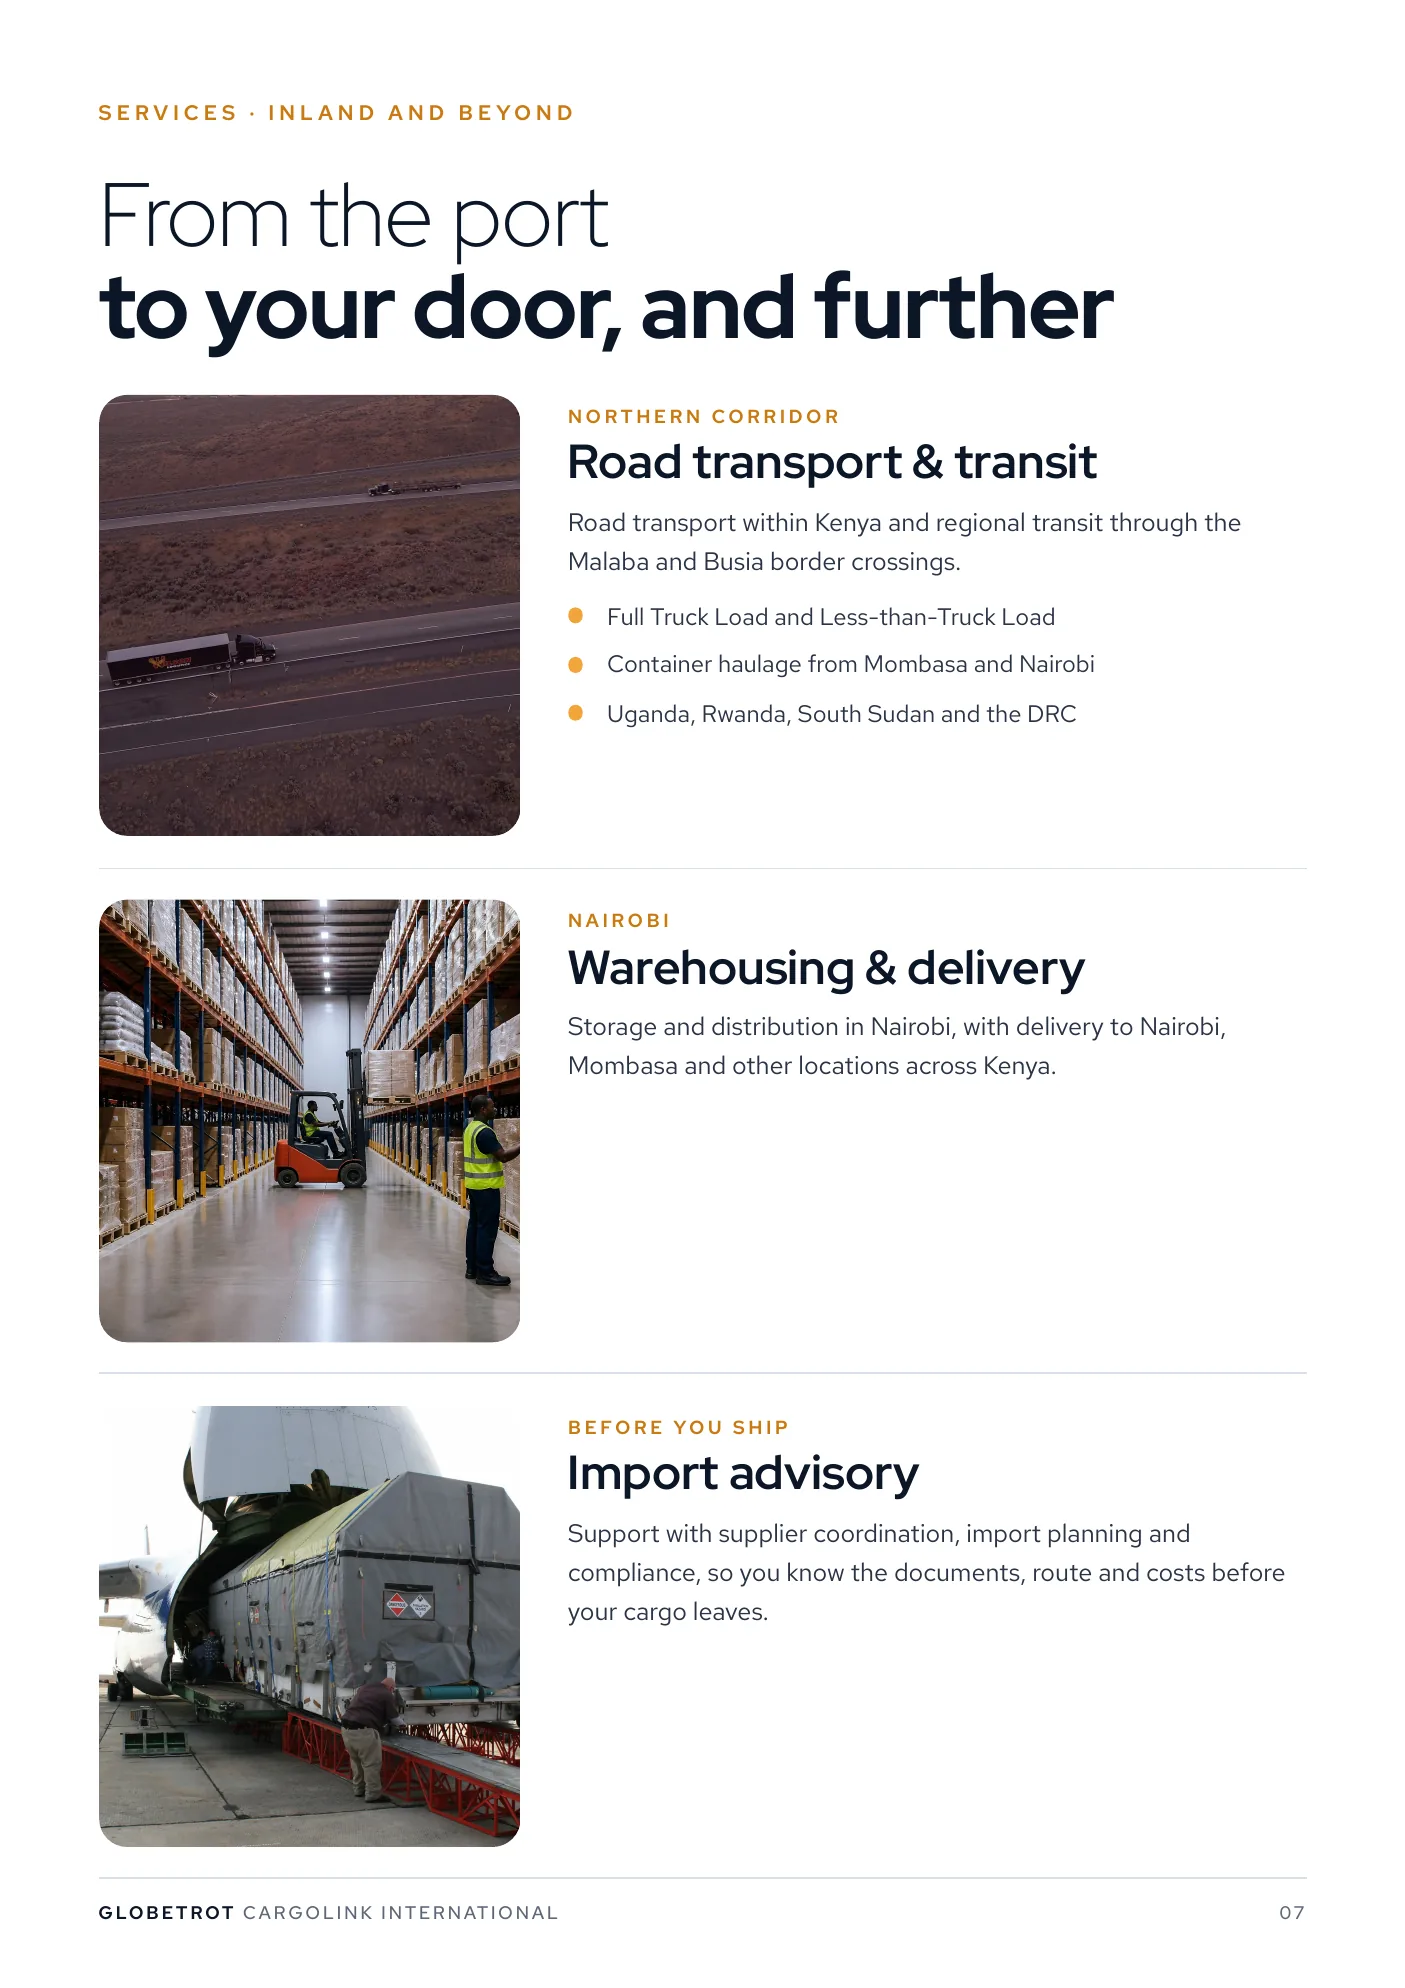 SERVICES · INLAND AND BEYOND
From the port
to your door, and further
NORTHERN CORRIDOR
Road transport & transit
Road transport within Kenya and regional transit through the
Malaba and Busia border crossings.
Full Truck Load and Less-than-Truck Load
Container haulage from Mombasa and Nairobi
Uganda, Rwanda, South Sudan and the DRC
NAIROBI
Warehousing & delivery
Storage and distribution in Nairobi, with delivery to Nairobi,
Mombasa and other locations across Kenya.
BEFORE YOU SHIP
Import advisory
Support with supplier coordination, import planning and
compliance, so you know the documents, route and costs before
your cargo leaves.
GLOBETROT CARGOLINK INTERNATIONAL
07